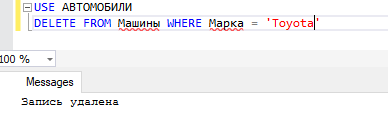 USE АВТОМОБИЛИ
DELETE FROM Машины WHERE Марка = 'Toyota'
100 %
Messages
Запись удалена